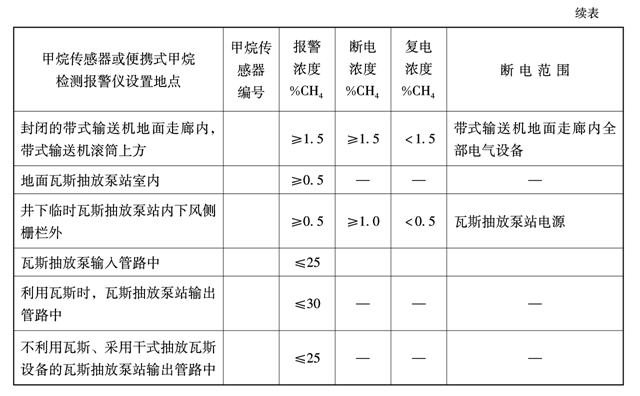 续表
甲烷传感器或便携式甲烷
检测报警仪设置地点
甲烷传
感器
编号
报警
浓度
%CH₄
断电
浓度
%CH₄
复电
浓度
%CH₄
断电范围
封闭的带式输送机地面走廊内,
带式输送机滚筒上方
≥1.5
≥1.5
<1.5
带式输送机地面走廊内全
部电气设备
地面瓦斯抽放泵站室内
≥0.5
—
—
—
井下临时瓦斯抽放泵站内下风侧
栅栏外
≥0.5
≥1.0
<0.5
瓦斯抽放泵站电源
瓦斯抽放泵输入管路中
≤25
利用瓦斯时,瓦斯抽放泵站输出
管路中
≤30
—
—
—
不利用瓦斯、采用干式抽放瓦斯
设备的瓦斯抽放泵站输出管路中
≤25
—
—
—